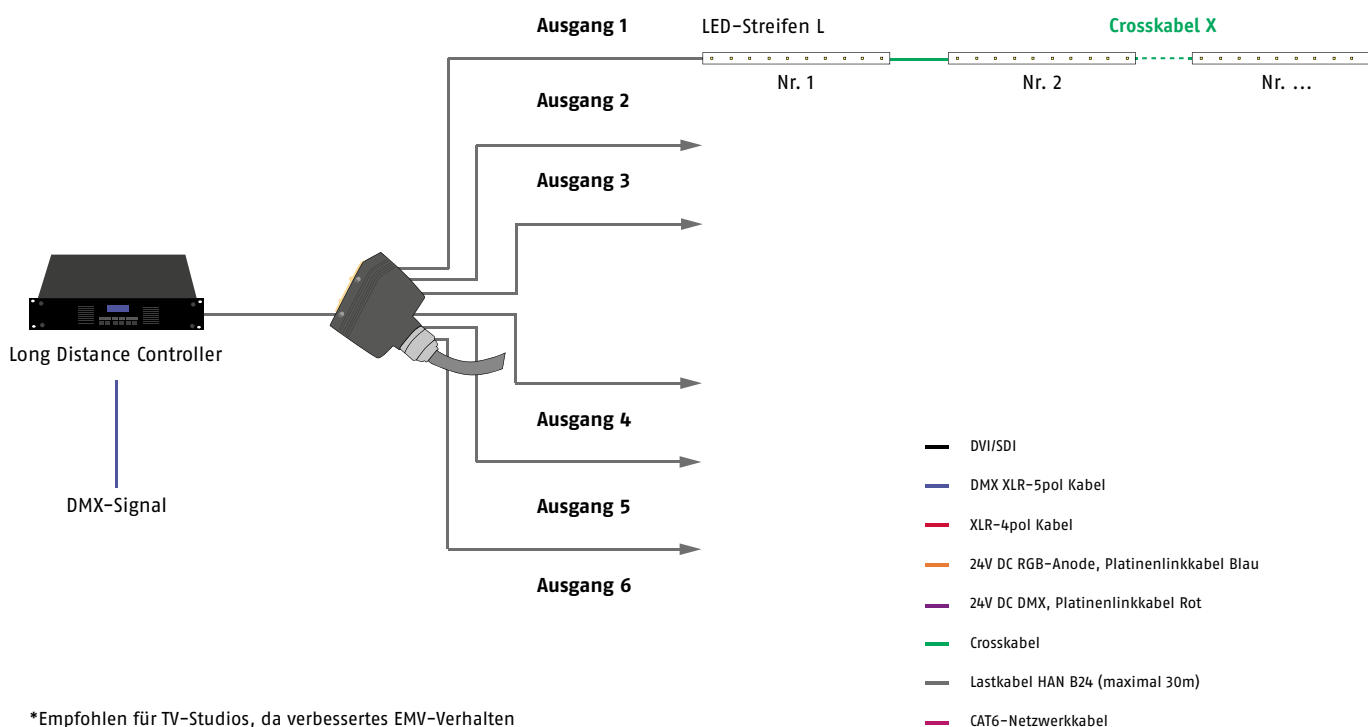 Ausgang 1
LED-Streifen L
Crosskabel X
Nr. 1
Nr. 2
Nr. ...
Ausgang 2
Ausgang 3
Long Distance Controller
DMX-Signal
Ausgang 4
Ausgang 5
Ausgang 6
DVI/SDI
DMX XLR-5pol Kabel
XLR-4pol Kabel
24V DC RGB-Anode, Platinenlinkkabel Blau
24V DC DMX, Platinenlinkkabel Rot
Crosskabel
Lastkabel HAN B24 (maximal 30m)
CAT6-Netzwerkkabel
*Empfohlen für TV-Studios, da verbessertes EMV-Verhalten